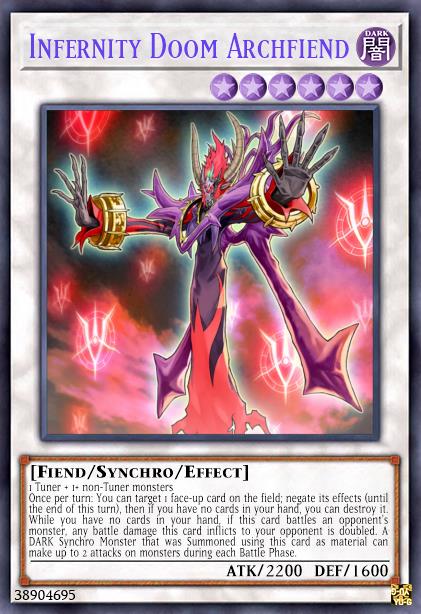 INFERNITY DOOM ARCHFIEND
DARK
闇
[FIEND/SYNCHRO/EFFECT]
1 Tuner + 1+ non-Tuner monsters
Once per turn: You can target 1 face-up card on the field; negate its effects (until
the end of this turn), then if you have no cards in your hand, you can destroy it.
While you have no cards in your hand, if this card battles an opponent's
monster, any battle damage this card inflicts to your opponent is doubled. A
DARK Synchro Monster that was Summoned using this card as material can
make up to 2 attacks on monsters during each Battle Phase.
ATK/2200 DEF/1600
38904695